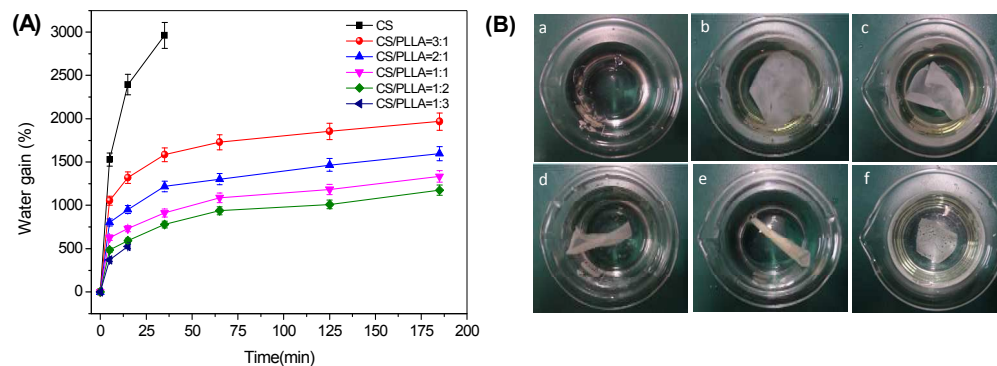 (A)
CS
CS/PLLA=3:1
CS/PLLA=2:1
CS/PLLA=1:1
CS/PLLA=1:2
CS/PLLA=1:3
3000
2500
2000
1500
1000
500
0
Water gain (%)
0 25 50 75 100 125 150 175 200
Time(min)
(B)
a b c
d e f